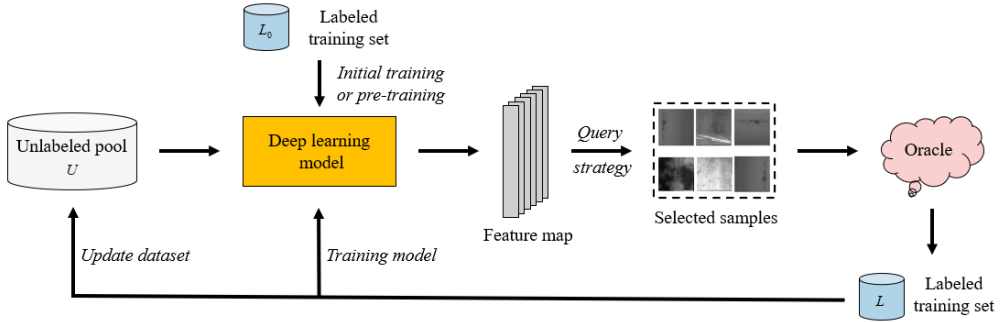 L₀
Labeled
training set
Initial training
or pre-training
Unlabeled pool
U
Deep learning
model
Feature map
Query
strategy
Selected samples
Oracle
Update dataset
Training model
L
Labeled
training set